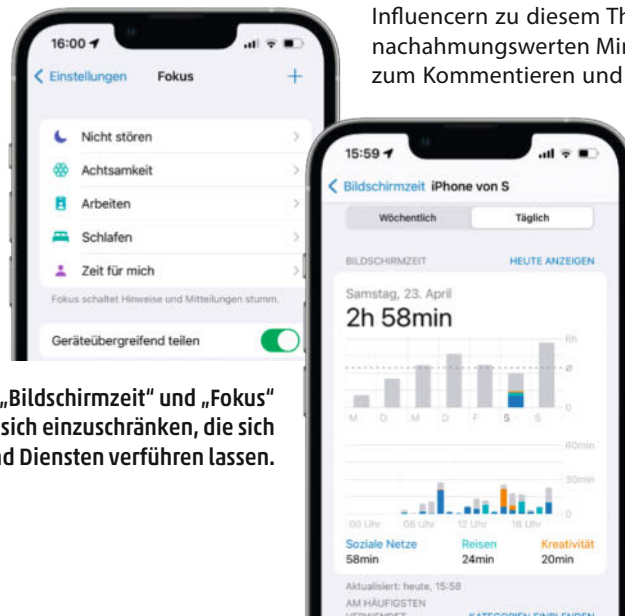 Influencern zu diesem
nachahmungswerten
zum Kommentieren und
16:00
Einstellungen Fokus +
Nicht stören
Achtsamkeit
Arbeiten
Schlafen
Zeit für mich
Fokus schaltet Hinweise und Mitteilungen stumm.
Geräteübergreifend teilen
„Bildschirmzeit“ und „Fokus“
sich einzuschränken, die sich
Diensten verführen lassen.
15:59
Bildschirmzeit iPhone von S
Wöchentlich Täglich
BILDSCHIRMZEIT HEUTE ANZEIGEN
Samstag, 23. April
2h 58min
6h
ø
0
M D M D F S S
60min
30min
0
00 Uhr 06 Uhr 12 Uhr 18 Uhr
Soziale Netze Reisen Kreativität
58min 24min 20min
Aktualisiert: heute, 15:58
AM HÄUFIGSTEN
VERWENDET KATEGORIEN EINBLENDEN